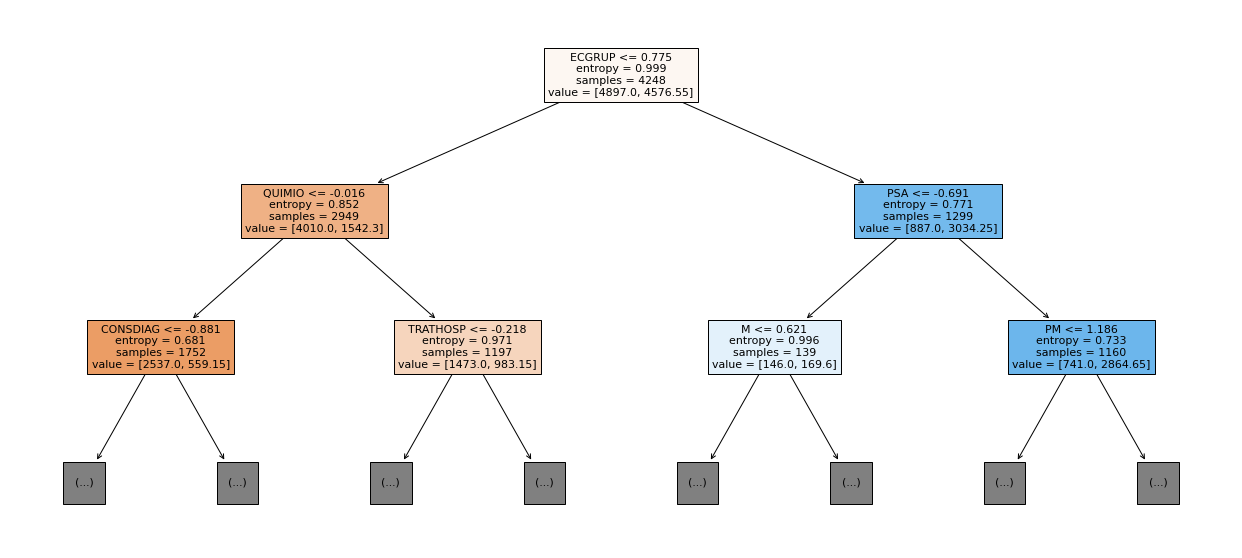 ECGRUP <= 0.775
entropy = 0.999
samples = 4248
value = [4897.0, 4576.55]
QUIMIO <= -0.016
entropy = 0.852
samples = 2949
value = [4010.0, 1542.3]
PSA <= -0.691
entropy = 0.771
samples = 1299
value = [887.0, 3034.25]
CONSDIAG <= -0.881
entropy = 0.681
samples = 1752
value = [2537.0, 559.15]
TRATHOSP <= -0.218
entropy = 0.971
samples = 1197
value = [1473.0, 983.15]
M <= 0.621
entropy = 0.996
samples = 139
value = [146.0, 169.6]
PM <= 1.186
entropy = 0.733
samples = 1160
value = [741.0, 2864.65]
(...)
(...)
(...)
(...)
(...)
(...)
(...)
(...)